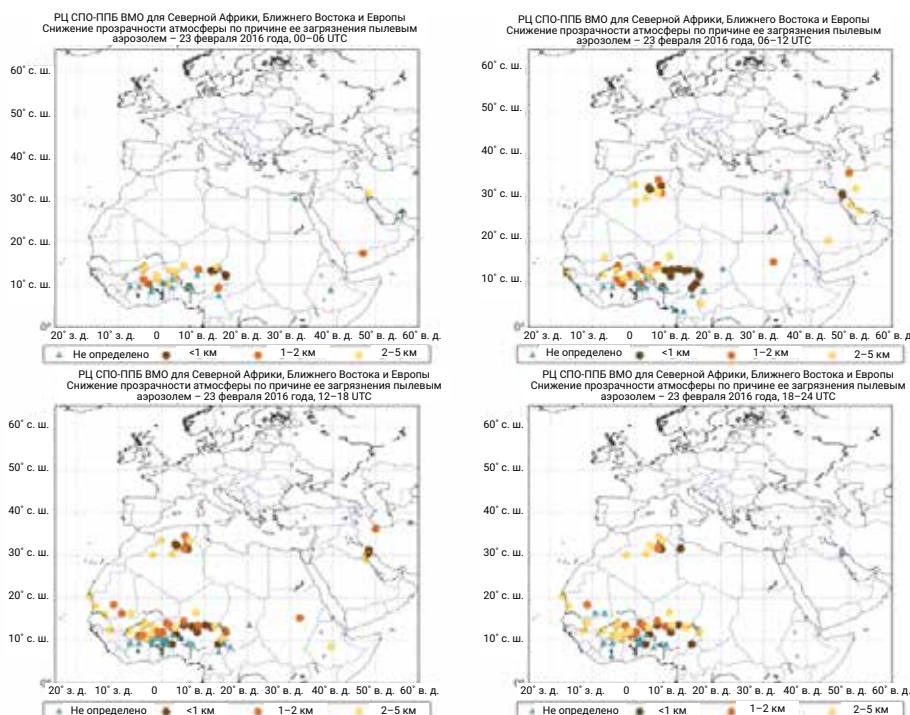 РЦ СПО-ППБ ВМО для Северной Африки, Ближнего Востока и Европы
Снижение прозрачности атмосферы по причине ее загрязнения пылевым
аэрозолем – 23 февраля 2016 года, 00–06 UTC
60˚ с. ш.
50˚ с. ш.
40˚ с. ш.
30˚ с. ш.
20˚ с. ш.
10˚ с. ш.
0˚
20˚ з. д. 10˚ з. д. 0 10˚ в. д. 20˚ в. д. 30˚ в. д. 40˚ в. д. 50˚ в. д. 60˚ в. д.
Не определено <1 км 1–2 км 2–5 км
РЦ СПО-ППБ ВМО для Северной Африки, Ближнего Востока и Европы
Снижение прозрачности атмосферы по причине ее загрязнения пылевым
аэрозолем – 23 февраля 2016 года, 06–12 UTC
60˚ с. ш.
50˚ с. ш.
40˚ с. ш.
30˚ с. ш.
20˚ с. ш.
10˚ с. ш.
0˚
20˚ з. д. 10˚ з. д. 0 10˚ в. д. 20˚ в. д. 30˚ в. д. 40˚ в. д. 50˚ в. д. 60˚ в. д.
Не определено <1 км 1–2 км 2–5 км
РЦ СПО-ППБ ВМО для Северной Африки, Ближнего Востока и Европы
Снижение прозрачности атмосферы по причине ее загрязнения пылевым
аэрозолем – 23 февраля 2016 года, 12–18 UTC
60˚ с. ш.
50˚ с. ш.
40˚ с. ш.
30˚ с. ш.
20˚ с. ш.
10˚ с. ш.
0˚
20˚ з. д. 10˚ з. д. 0 10˚ в. д. 20˚ в. д. 30˚ в. д. 40˚ в. д. 50˚ в. д. 60˚ в. д.
Не определено <1 км 1–2 км 2–5 км
РЦ СПО-ППБ ВМО для Северной Африки, Ближнего Востока и Европы
Снижение прозрачности атмосферы по причине ее загрязнения пылевым
аэрозолем – 23 февраля 2016 года, 18–24 UTC
60˚ с. ш.
50˚ с. ш.
40˚ с. ш.
30˚ с. ш.
20˚ с. ш.
10˚ с. ш.
0˚
20˚ з. д. 10˚ з. д. 0 10˚ в. д. 20˚ в. д. 30˚ в. д. 40˚ в. д. 50˚ в. д. 60˚ в. д.
Не определено <1 км 1–2 км 2–5 км